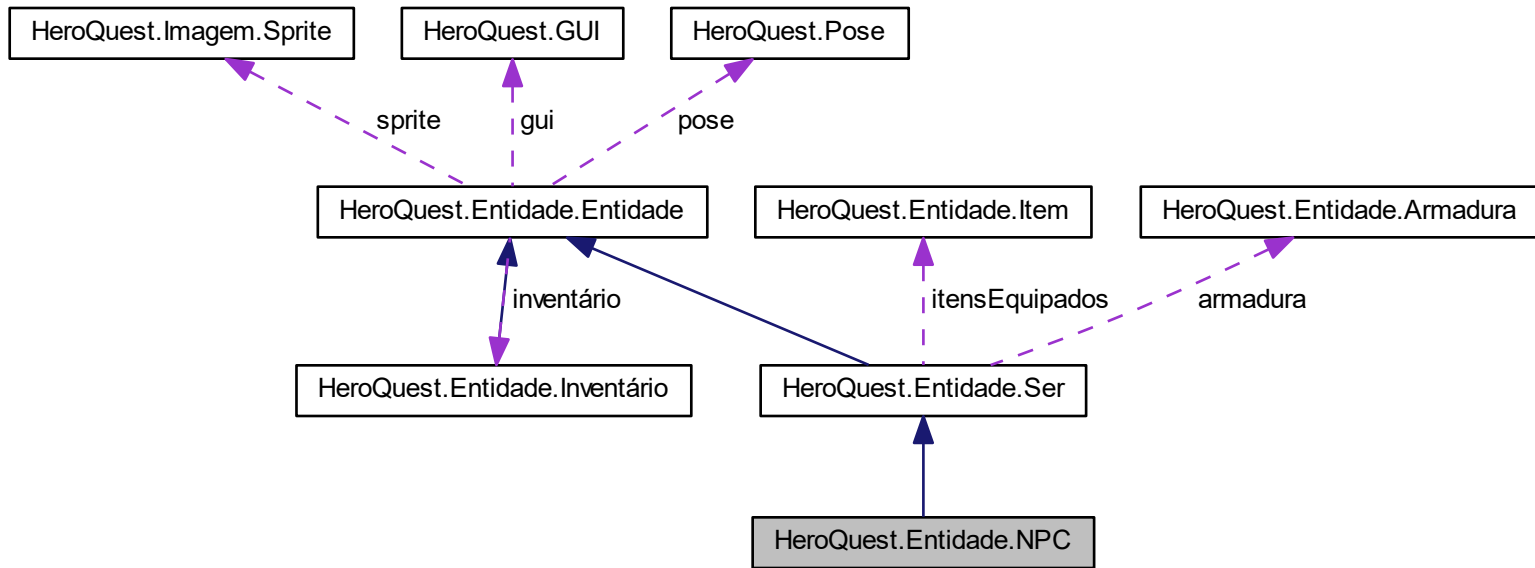 HeroQuest.Imagem.Sprite
HeroQuest.GUI
HeroQuest.Pose
sprite
gui
pose
HeroQuest.Entidade.Entidade
HeroQuest.Entidade.Item
HeroQuest.Entidade.Armadura
inventário
itensEquipados
armadura
HeroQuest.Entidade.Inventário
HeroQuest.Entidade.Ser
HeroQuest.Entidade.NPC